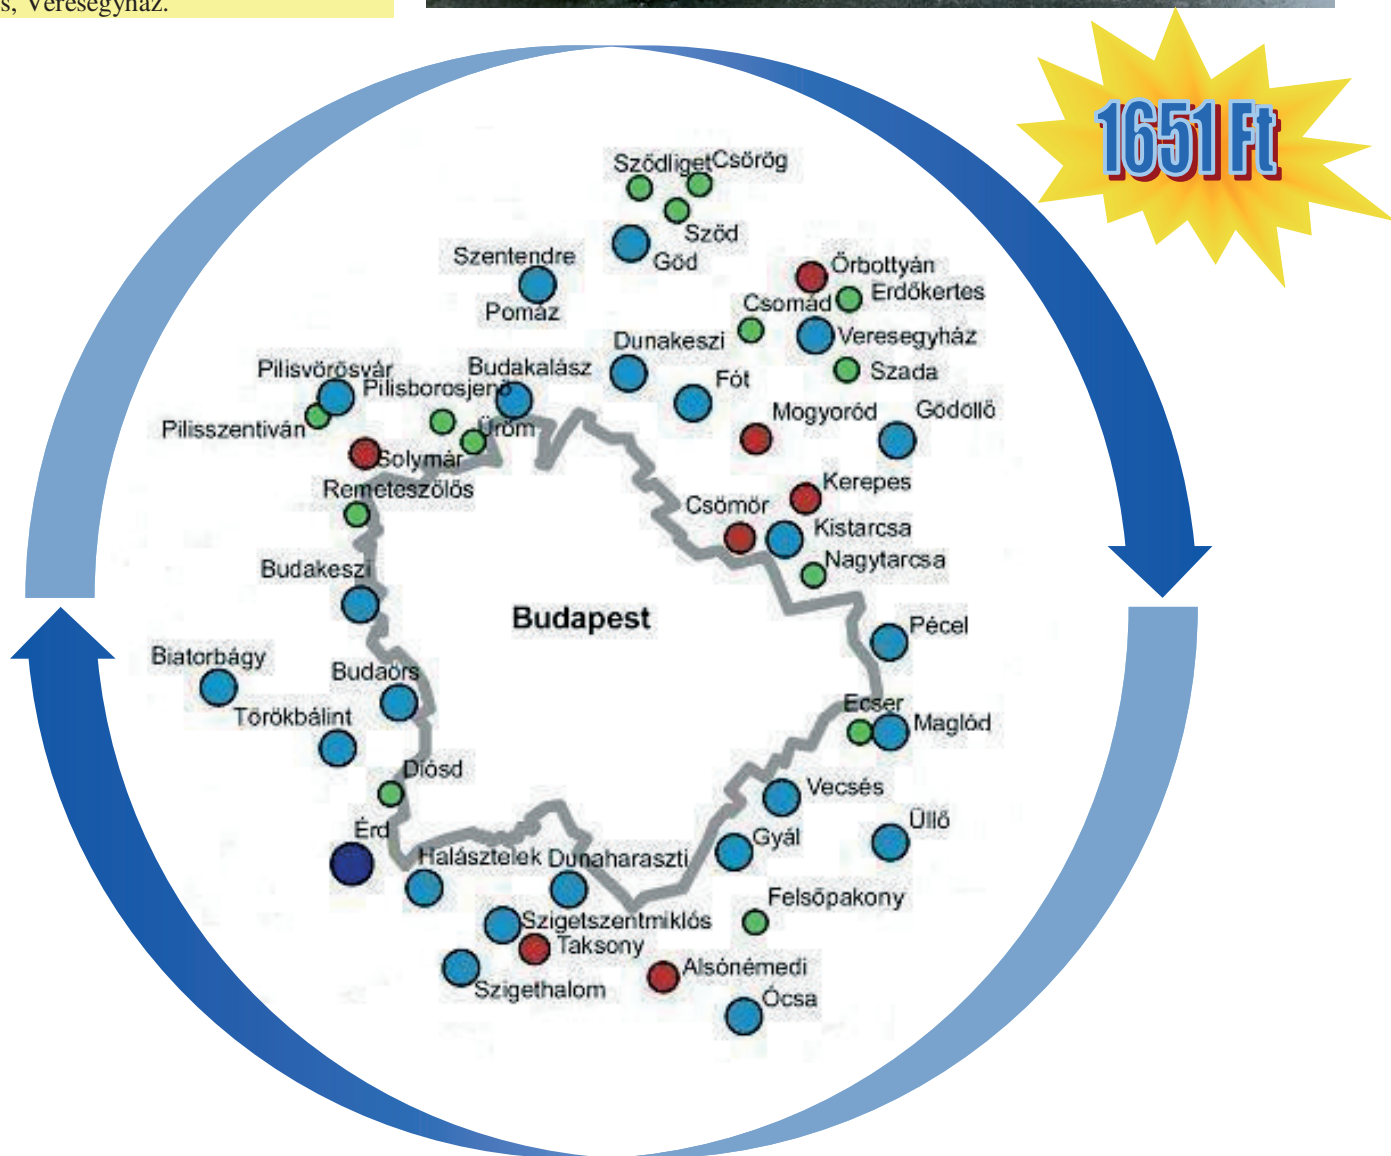 s, Veresegyház.
1651 Ft
Sződliget
Csörög
Sződ
Göd
Szentendre
Pomáz
Őrbottyán
Erdőkertes
Csomád
Veresegyház
Szada
Dunakeszi
Fót
Mogyoród
Gödöllő
Pilisvörösvár
Pilisborosjenő
Budakalász
Pilisszentiván
Üröm
Solymár
Remeteszőlős
Kerepes
Csömör
Kistarcsa
Nagytarcsa
Budakeszi
Budapest
Pécel
Biatorbágy
Budaörs
Törökbálint
Ecser
Maglód
Diósd
Vecsés
Érd
Üllő
Gyál
Halásztelek
Dunaharaszti
Felsőpakony
Szigetszentmiklós
Taksony
Alsónémedi
Szigethalom
Ócsa